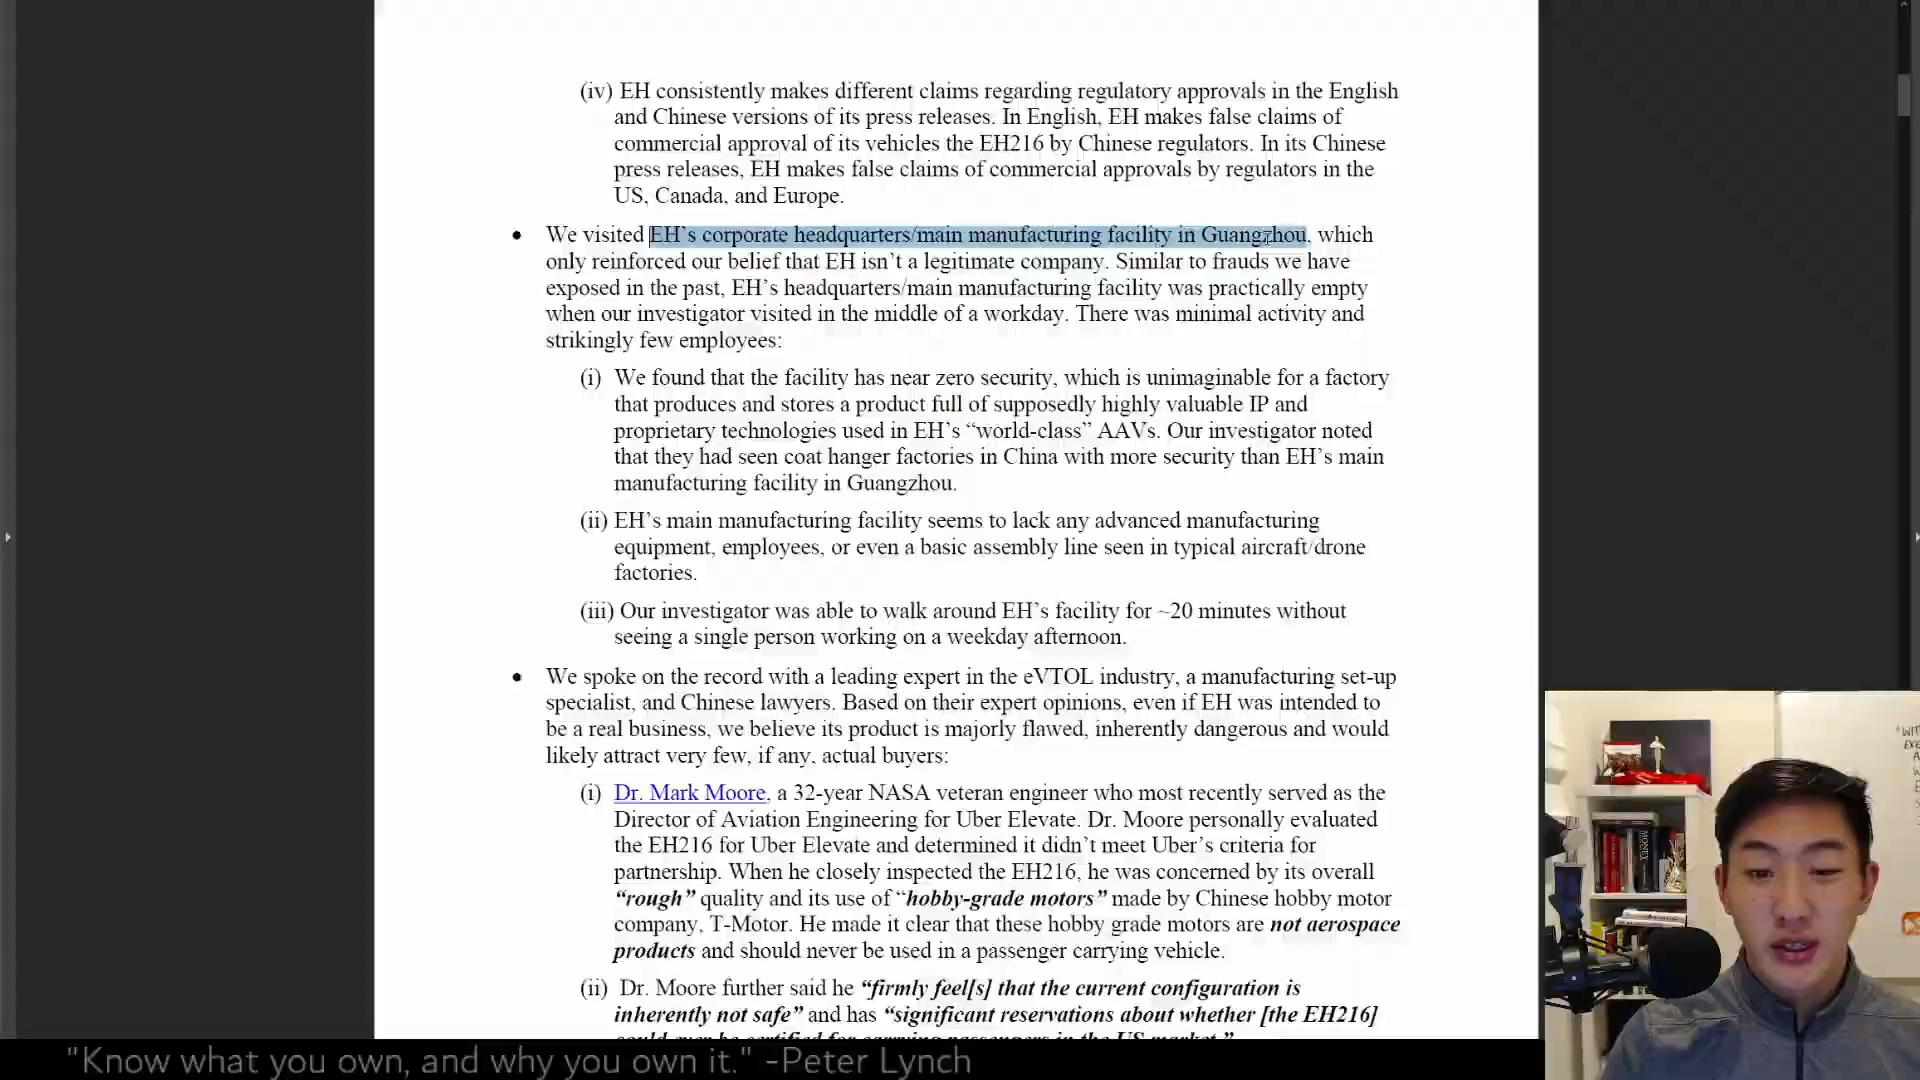 (iv) EH consistently makes different claims regarding regulatory approvals in the English
and Chinese versions of its press releases. In English, EH makes false claims of
commercial approval of its vehicles the EH216 by Chinese regulators. In its Chinese
press releases, EH makes false claims of commercial approvals by regulators in the
US, Canada, and Europe.
• We visited EH's corporate headquarters/main manufacturing facility in Guangzhou, which
only reinforced our belief that EH isn't a legitimate company. Similar to frauds we have
exposed in the past, EH's headquarters/main manufacturing facility was practically empty
when our investigator visited in the middle of a workday. There was minimal activity and
strikingly few employees:
(i) We found that the facility has near zero security, which is unimaginable for a factory
that produces and stores a product full of supposedly highly valuable IP and
proprietary technologies used in EH's “world-class” AAVs. Our investigator noted
that they had seen coat hanger factories in China with more security than EH's main
manufacturing facility in Guangzhou.
(ii) EH's main manufacturing facility seems to lack any advanced manufacturing
equipment, employees, or even a basic assembly line seen in typical aircraft/drone
factories.
(iii) Our investigator was able to walk around EH's facility for ~20 minutes without
seeing a single person working on a weekday afternoon.
• We spoke on the record with a leading expert in the eVTOL industry, a manufacturing set-up
specialist, and Chinese lawyers. Based on their expert opinions, even if EH was intended to
be a real business, we believe its product is majorly flawed, inherently dangerous and would
likely attract very few, if any, actual buyers:
(i) Dr. Mark Moore, a 32-year NASA veteran engineer who most recently served as the
Director of Aviation Engineering for Uber Elevate. Dr. Moore personally evaluated
the EH216 for Uber Elevate and determined it didn't meet Uber's criteria for
partnership. When he closely inspected the EH216, he was concerned by its overall
“rough” quality and its use of “hobby-grade motors” made by Chinese hobby motor
company, T-Motor. He made it clear that these hobby grade motors are not aerospace
products and should never be used in a passenger carrying vehicle.
(ii) Dr. Moore further said he “firmly feel[s] that the current configuration is
inherently not safe” and has “significant reservations about whether [the EH216]
could ever be certified for carrying passengers in the US market.”
"Know what you own, and why you own it." -Peter Lynch
"WIT
MONEY